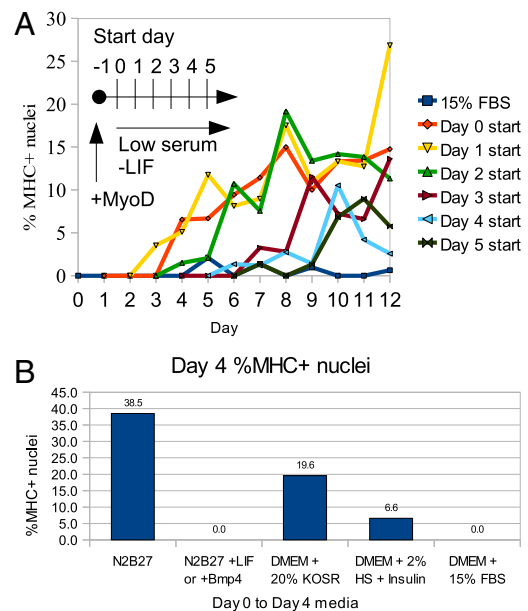 A
Start day
-1 0 1 2 3 4 5
Low serum
-LIF
+MyoD
% MHC+ nuclei
30
25
20
15
10
5
0
0 1 2 3 4 5 6 7 8 9 10 11 12
Day
15% FBS
Day 0 start
Day 1 start
Day 2 start
Day 3 start
Day 4 start
Day 5 start
B
Day 4 %MHC+ nuclei
%MHC+ nuclei
45.0
40.0
35.0
30.0
25.0
20.0
15.0
10.0
5.0
0.0
38.5
0.0
19.6
6.6
0.0
N2B27
N2B27 +LIF
or +Bmp4
DMEM +
20% KOSR
DMEM + 2%
HS + Insulin
DMEM +
15% FBS
Day 0 to Day 4 media